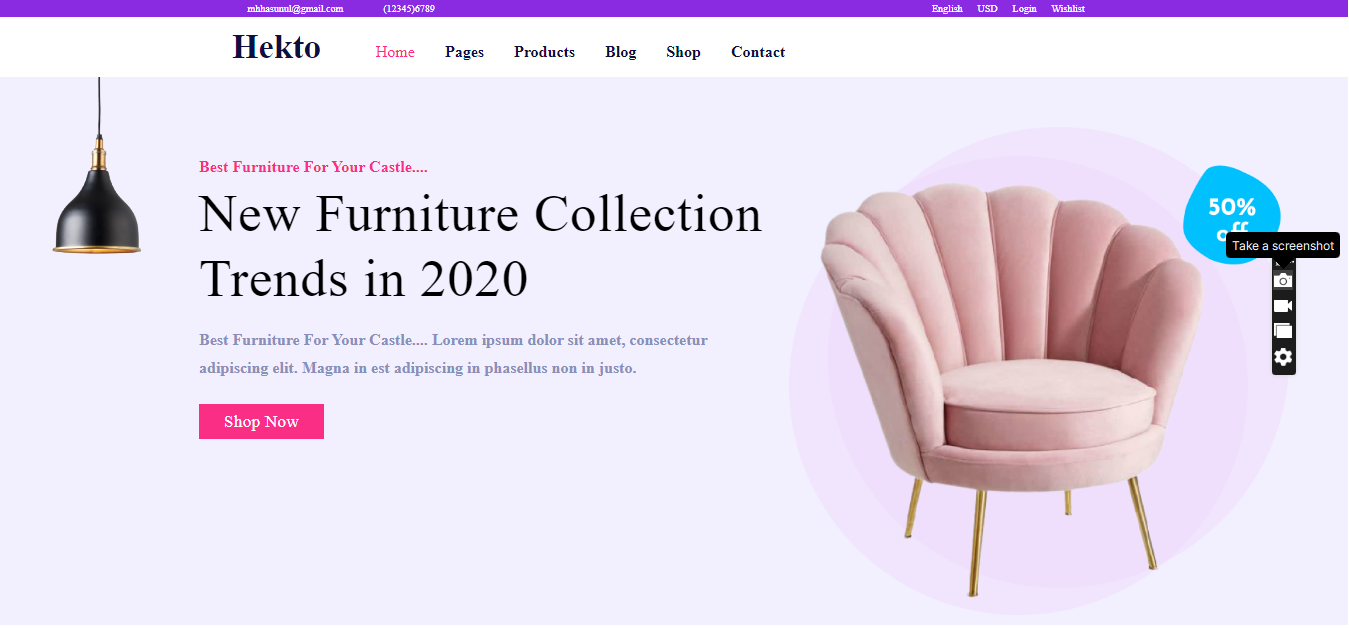 mhhasunul@gmail.com (12345)6789 English USD Login Wishlist
Hekto Home Pages Products Blog Shop Contact
Best Furniture For Your Castle....
New Furniture Collection
Trends in 2020
Best Furniture For Your Castle.... Lorem ipsum dolor sit amet, consectetur
adipiscing elit. Magna in est adipiscing in phasellus non in justo.
Shop Now
50%
off
Take a screenshot